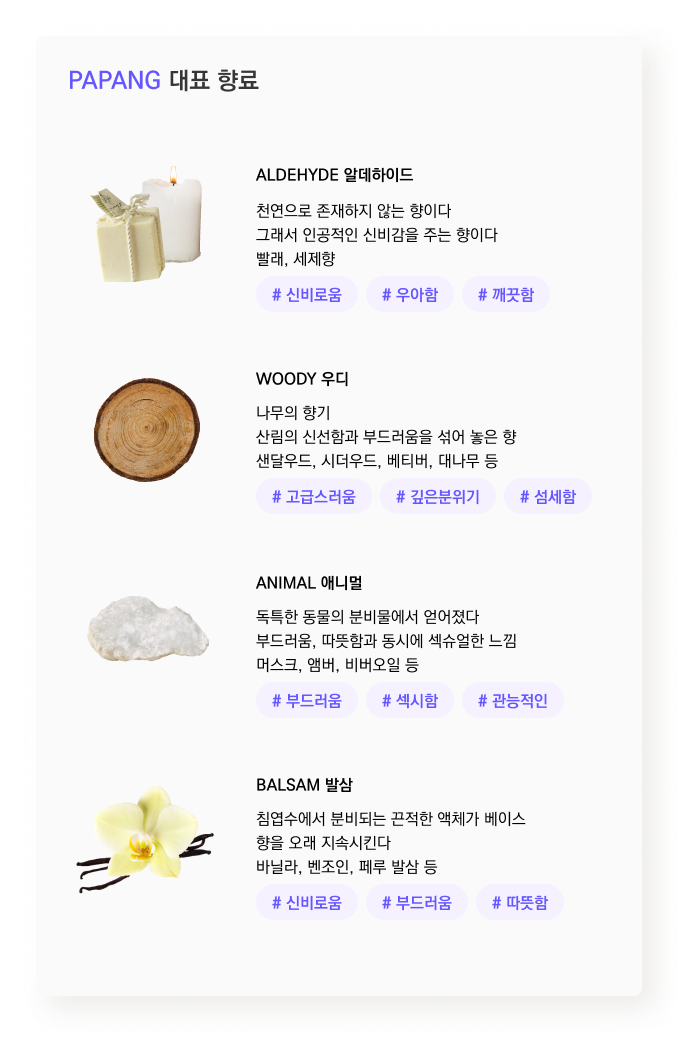 PAPANG 대표 향료
ALDEHYDE 알데하이드
천연으로 존재하지 않는 향이다
그래서 인공적인 신비감을 주는 향이다
빨래, 세제향
# 신비로움 # 우아함 # 깨끗함
WOODY 우디
나무의 향기
산림의 신선함과 부드러움을 섞어 놓은 향
샌달우드, 시더우드, 베티버, 대나무 등
# 고급스러움 # 깊은분위기 # 섬세함
ANIMAL 애니멀
독특한 동물의 분비물에서 얻어졌다
부드러움, 따뜻함과 동시에 섹슈얼한 느낌
머스크, 앰버, 비버오일 등
# 부드러움 # 섹시함 # 관능적인
BALSAM 발삼
침엽수에서 분비되는 끈적한 액체가 베이스
향을 오래 지속시킨다
바닐라, 벤조인, 페루 발삼 등
# 신비로움 # 부드러움 # 따뜻함